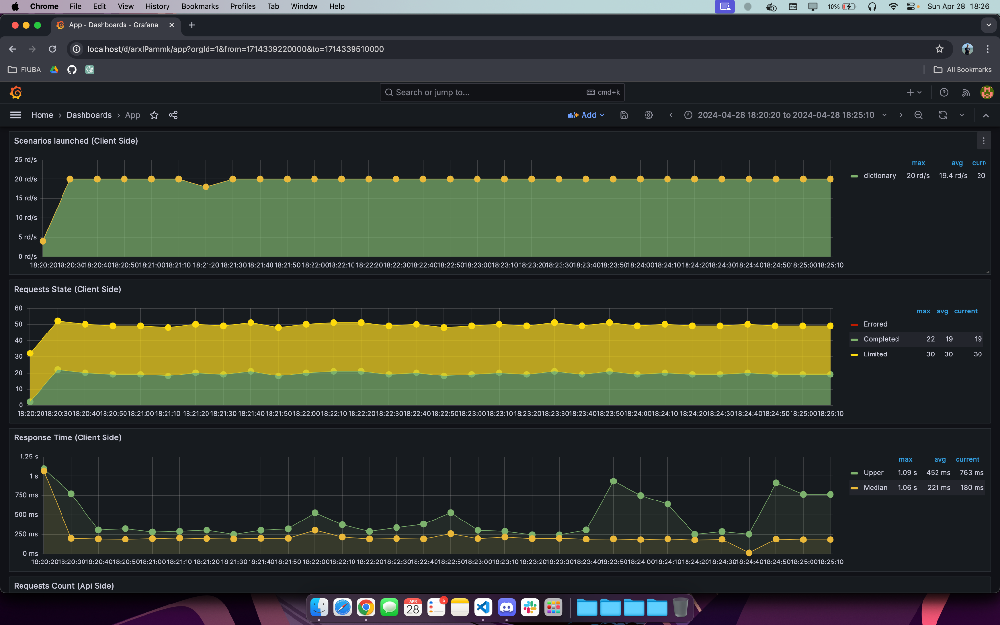 Chrome File Edit View History Bookmarks Profiles Tab Window Help 10% Sun Apr 28 18:26
App - Dashboards - Grafana
localhost/d/arxIPammk/app?orgId=1&from=1714339220000&to=1714339510000
FIUBA All Bookmarks
Search or jump to... cmd+k
Home Dashboards App Add 2024-04-28 18:20:20 to 2024-04-28 18:25:10
Scenarios launched (Client Side)
25 rd/s
20 rd/s
15 rd/s
10 rd/s
5 rd/s
0 rd/s
18:20:20 18:20:30 18:20:40 18:20:50 18:21:00 18:21:10 18:21:20 18:21:30 18:21:40 18:21:50 18:22:00 18:22:10 18:22:20 18:22:30 18:22:40 18:22:50 18:23:00 18:23:10 18:23:20 18:23:30 18:23:40 18:23:50 18:24:00 18:24:10 18:24:20 18:24:30 18:24:40 18:24:50 18:25:00 18:25:10
max avg curr
dictionary 20 rd/s 19.4 rd/s 20
Requests State (Client Side)
60
50
40
30
20
10
0
18:20:20 18:20:30 18:20:40 18:20:50 18:21:00 18:21:10 18:21:20 18:21:30 18:21:40 18:21:50 18:22:00 18:22:10 18:22:20 18:22:30 18:22:40 18:22:50 18:23:00 18:23:10 18:23:20 18:23:30 18:23:40 18:23:50 18:24:00 18:24:10 18:24:20 18:24:30 18:24:40 18:24:50 18:25:00 18:25:10
max avg current
Errored
Completed 22 19 19
Limited 30 30 30
Response Time (Client Side)
1.25 s
1 s
750 ms
500 ms
250 ms
0 ms
18:20:20 18:20:30 18:20:40 18:20:50 18:21:00 18:21:10 18:21:20 18:21:30 18:21:40 18:21:50 18:22:00 18:22:10 18:22:20 18:22:30 18:22:40 18:22:50 18:23:00 18:23:10 18:23:20 18:23:30 18:23:40 18:23:50 18:24:00 18:24:10 18:24:20 18:24:30 18:24:40 18:24:50 18:25:00 18:25:10
max avg current
Upper 1.09 s 452 ms 763 ms
Median 1.06 s 221 ms 180 ms
Requests Count (Api Side)
APR
28
5